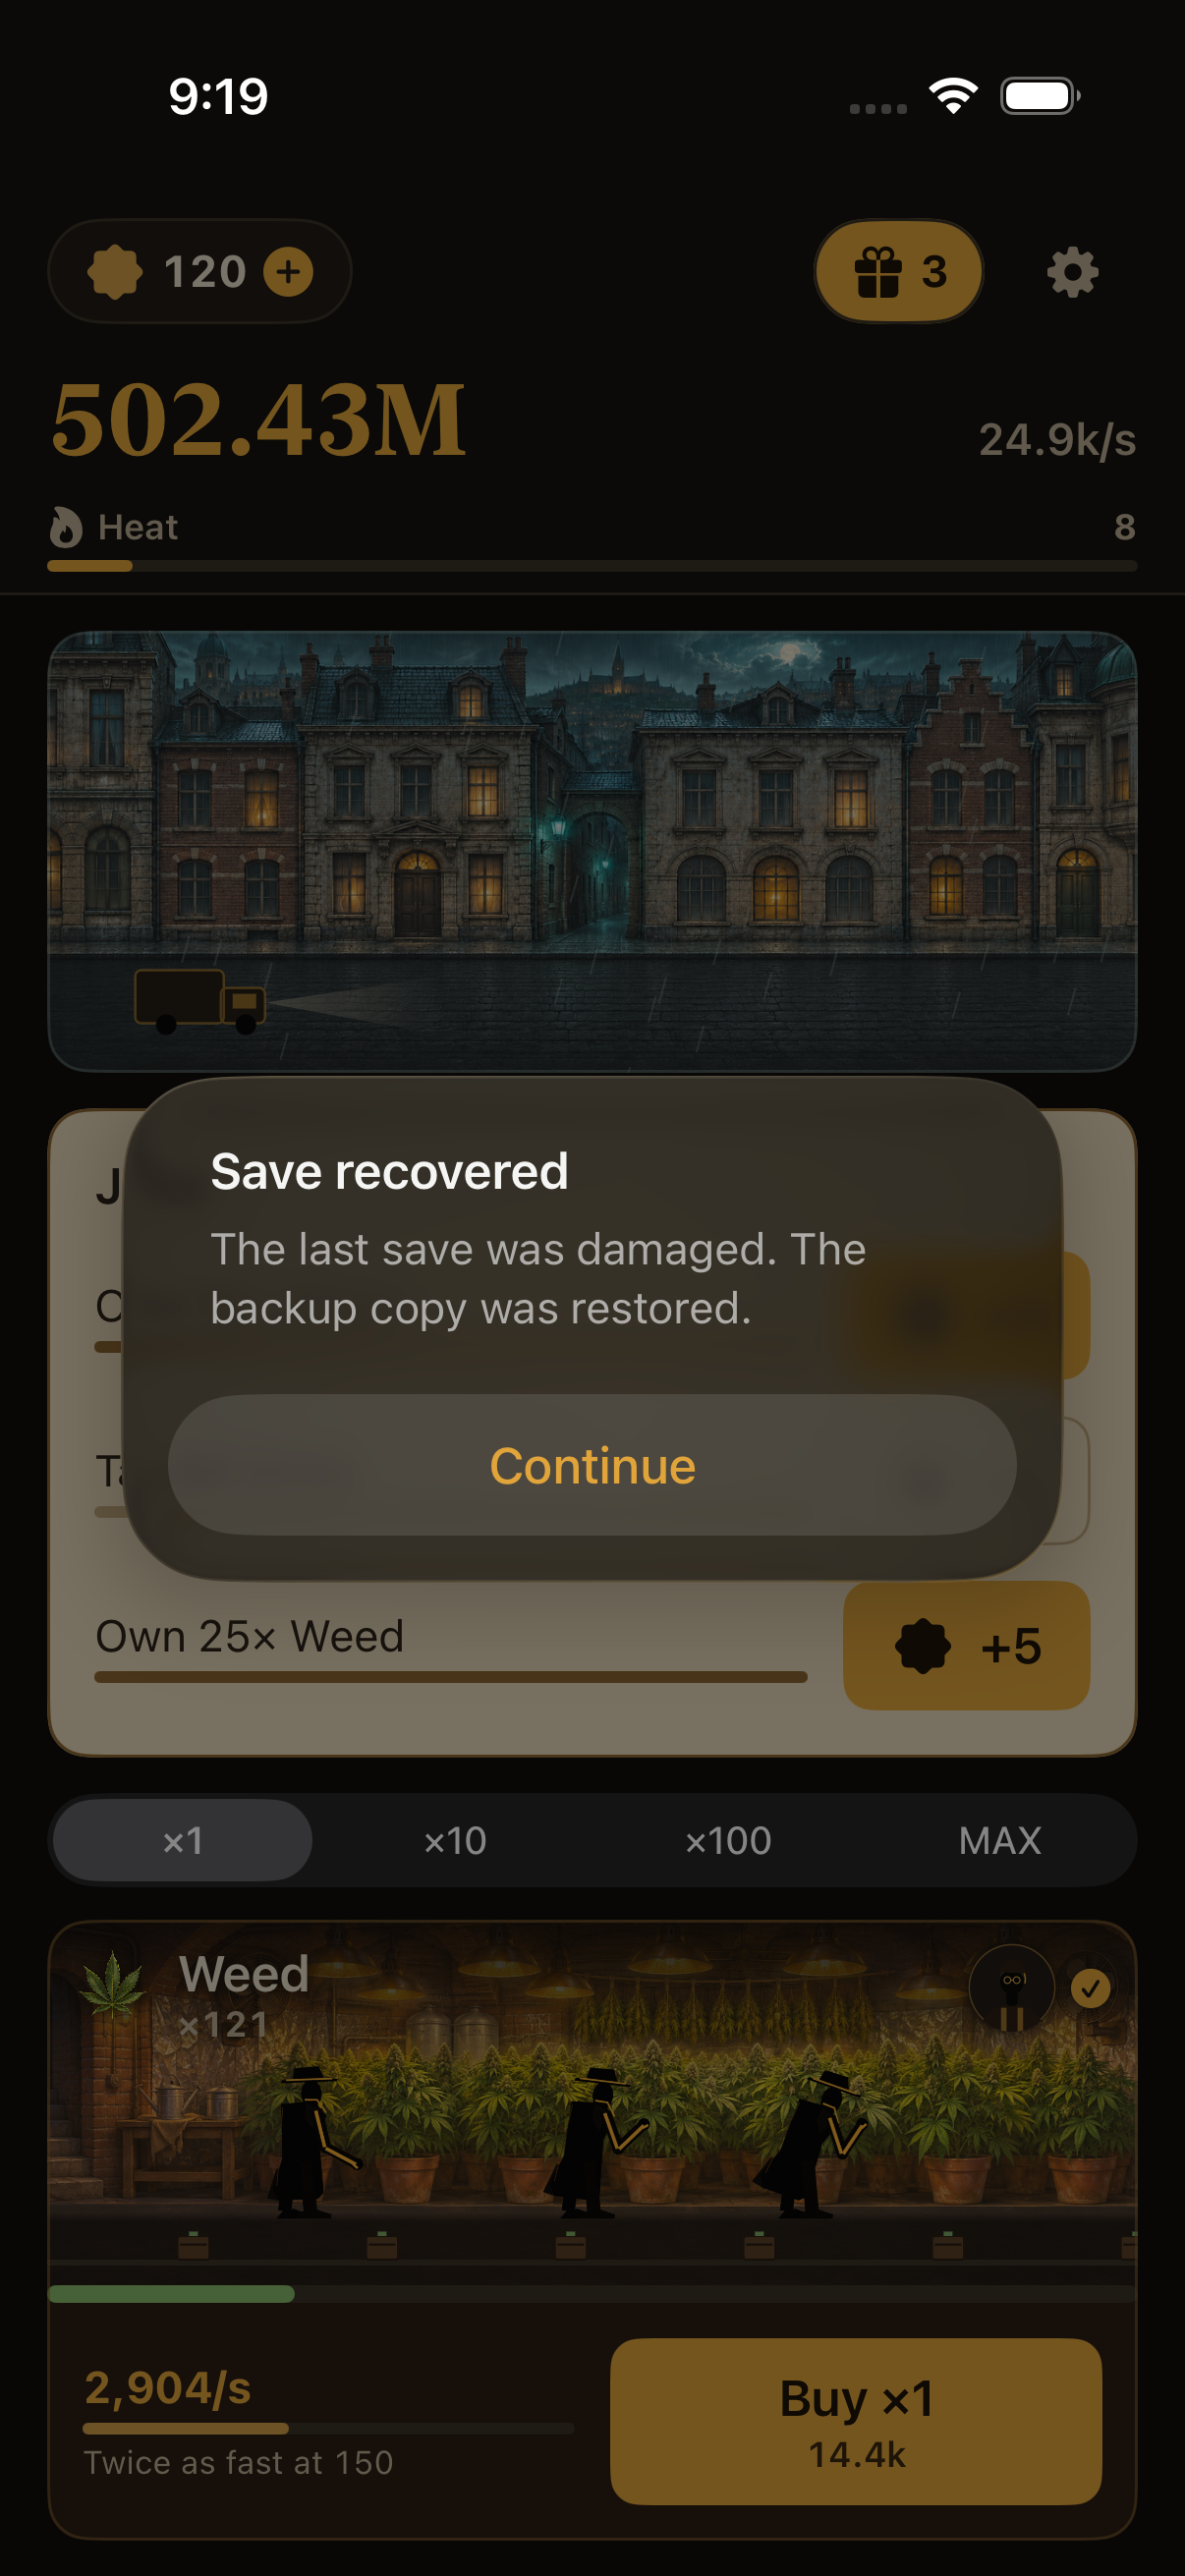 9:19
120
3
502.43M
24.9k/s
Heat
8
Save recovered
The last save was damaged. The
backup copy was restored.
Continue
Own 25× Weed
+5
×1
×10
×100
MAX
Weed
×121
2,904/s
Twice as fast at 150
Buy ×1
14.4k